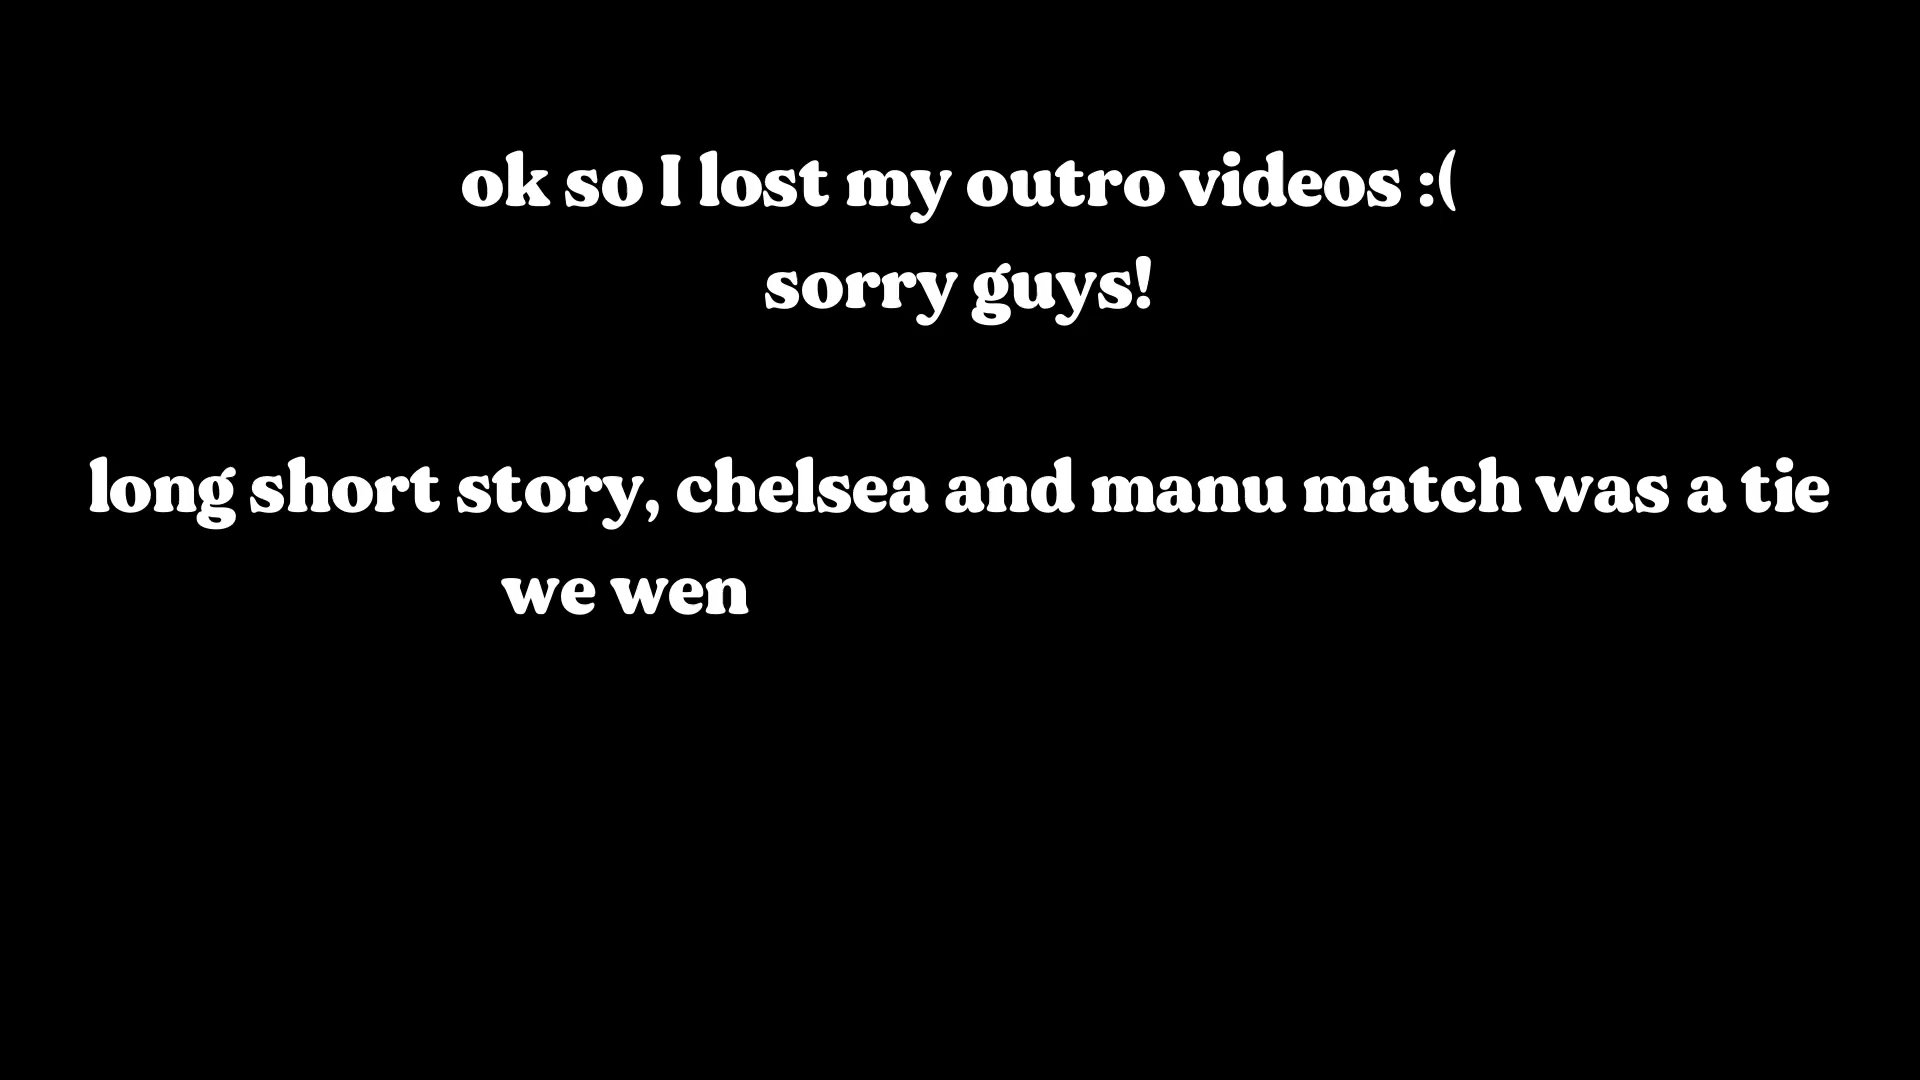 ok so I lost my outro videos :(
sorry guys!
long short story, chelsea and manu match was a tie
we wen